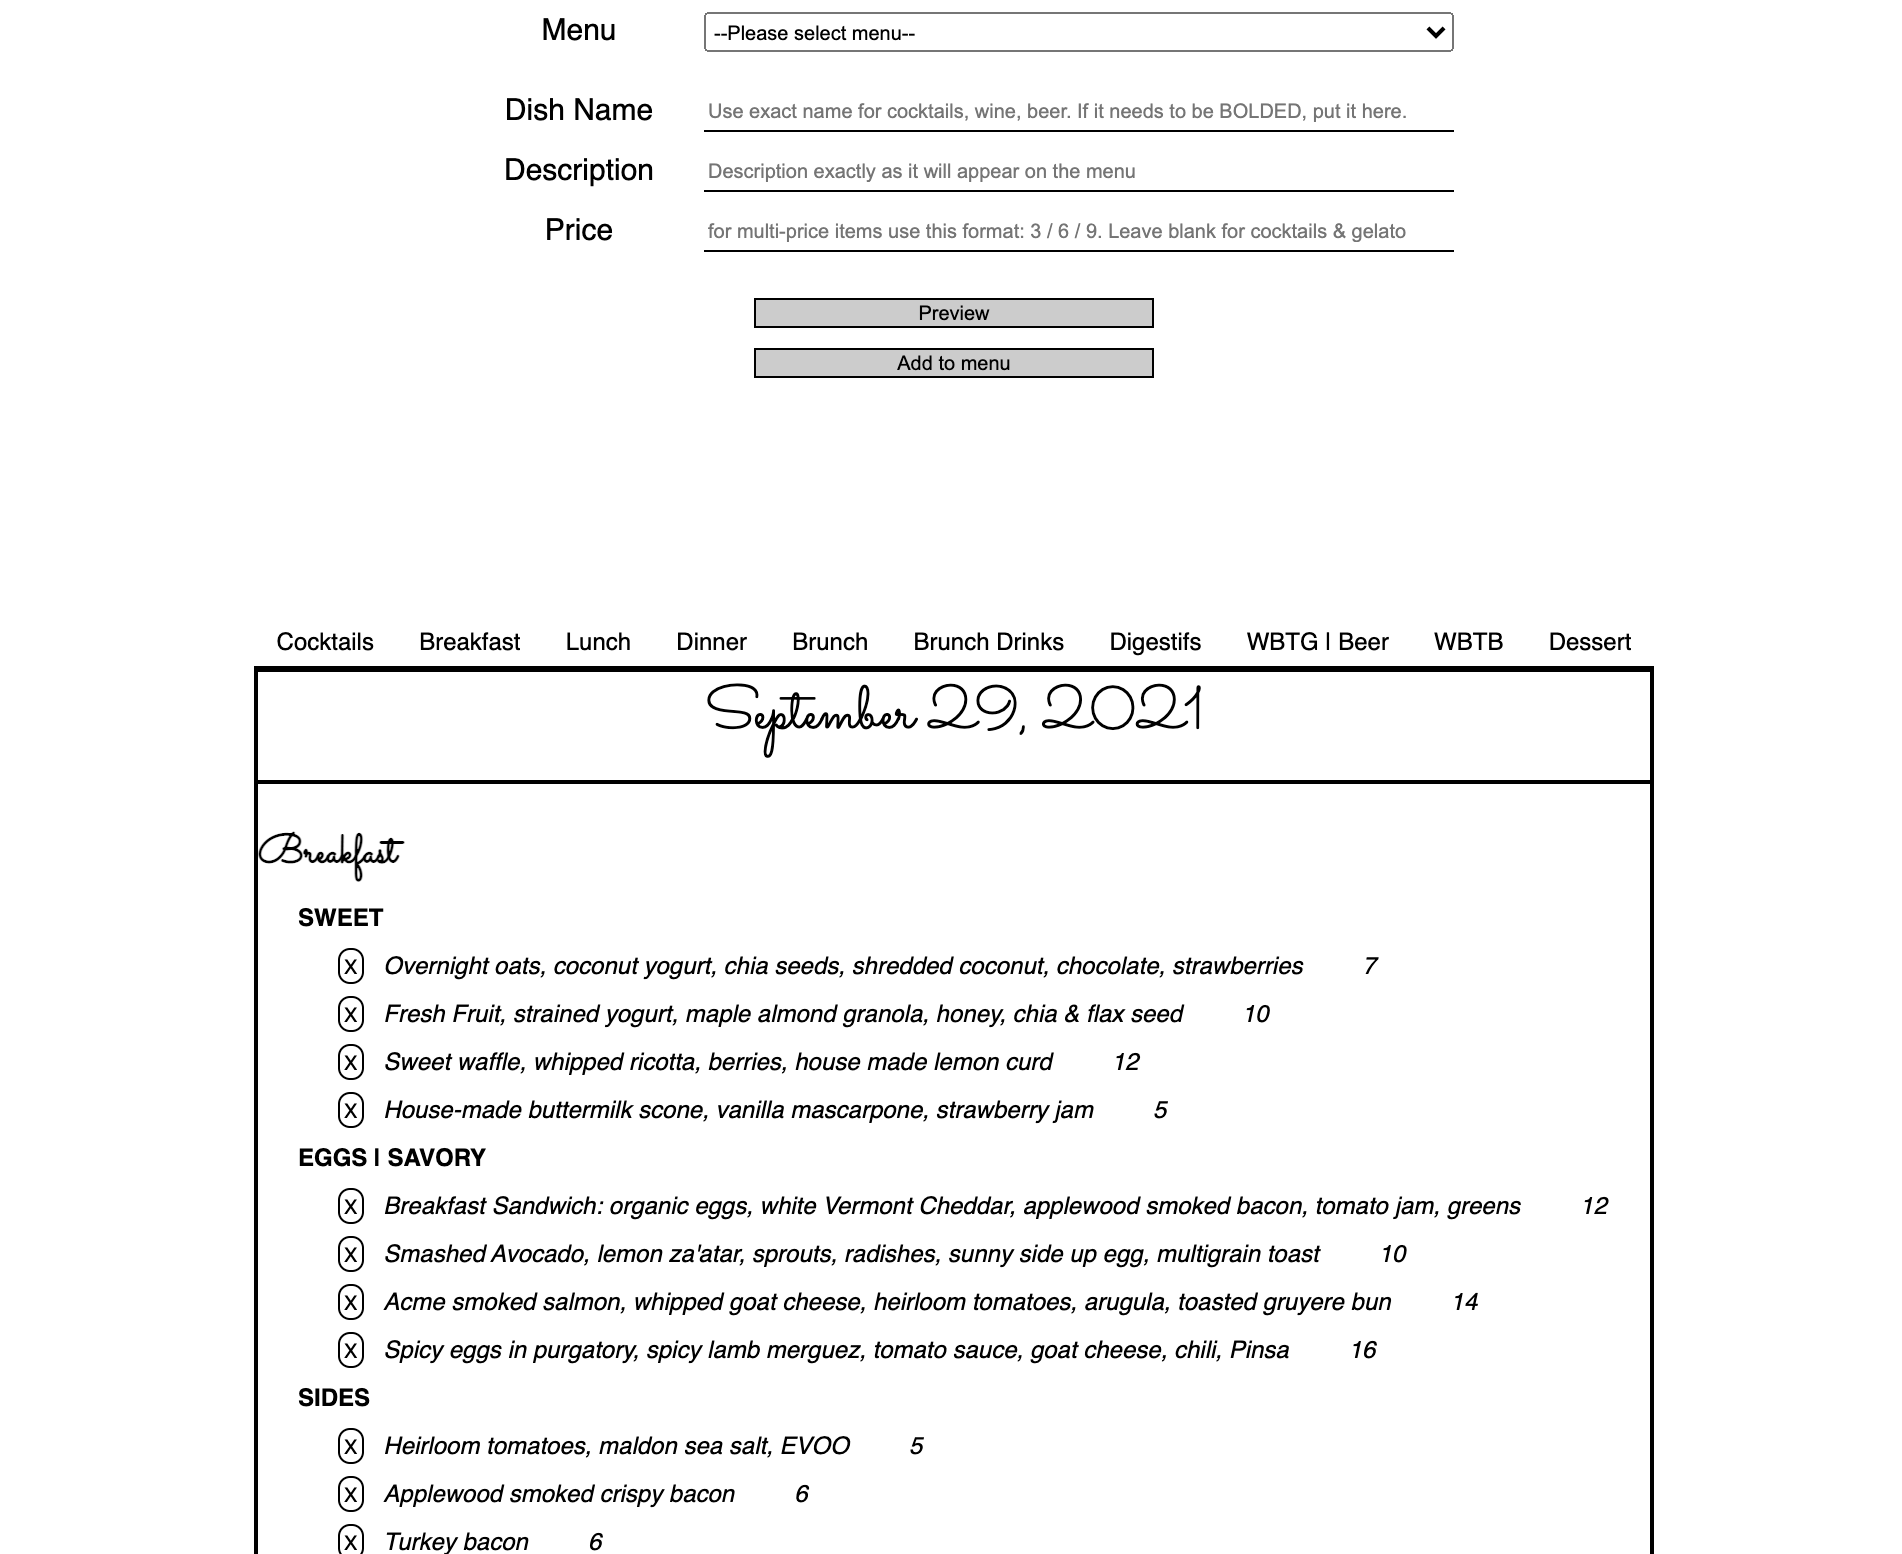 Menu --Please select menu--
Dish Name Use exact name for cocktails, wine, beer. If it needs to be BOLDED, put it here.
Description Description exactly as it will appear on the menu
Price for multi-price items use this format: 3 / 6 / 9. Leave blank for cocktails & gelato
Preview
Add to menu
Cocktails Breakfast Lunch Dinner Brunch Brunch Drinks Digestifs WBTG | Beer WBTB Dessert
September 29, 2021
Breakfast
SWEET
x Overnight oats, coconut yogurt, chia seeds, shredded coconut, chocolate, strawberries 7
x Fresh Fruit, strained yogurt, maple almond granola, honey, chia & flax seed 10
x Sweet waffle, whipped ricotta, berries, house made lemon curd 12
x House-made buttermilk scone, vanilla mascarpone, strawberry jam 5
EGGS | SAVORY
x Breakfast Sandwich: organic eggs, white Vermont Cheddar, applewood smoked bacon, tomato jam, greens 12
x Smashed Avocado, lemon za'atar, sprouts, radishes, sunny side up egg, multigrain toast 10
x Acme smoked salmon, whipped goat cheese, heirloom tomatoes, arugula, toasted gruyere bun 14
x Spicy eggs in purgatory, spicy lamb merguez, tomato sauce, goat cheese, chili, Pinsa 16
SIDES
x Heirloom tomatoes, maldon sea salt, EVOO 5
x Applewood smoked crispy bacon 6
x Turkey bacon 6